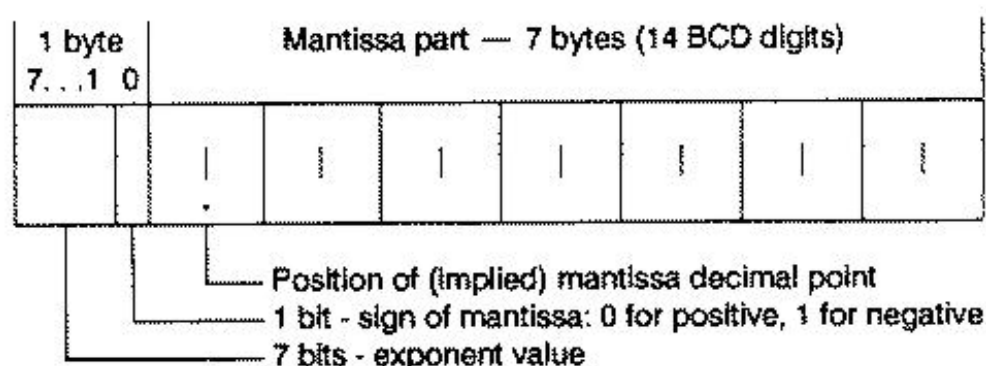 1 byte
Mantissa part — 7 bytes (14 BCD digits)
7...1 0
Position of (implied) mantissa decimal point
1 bit - sign of mantissa: 0 for positive, 1 for negative
7 bits - exponent value